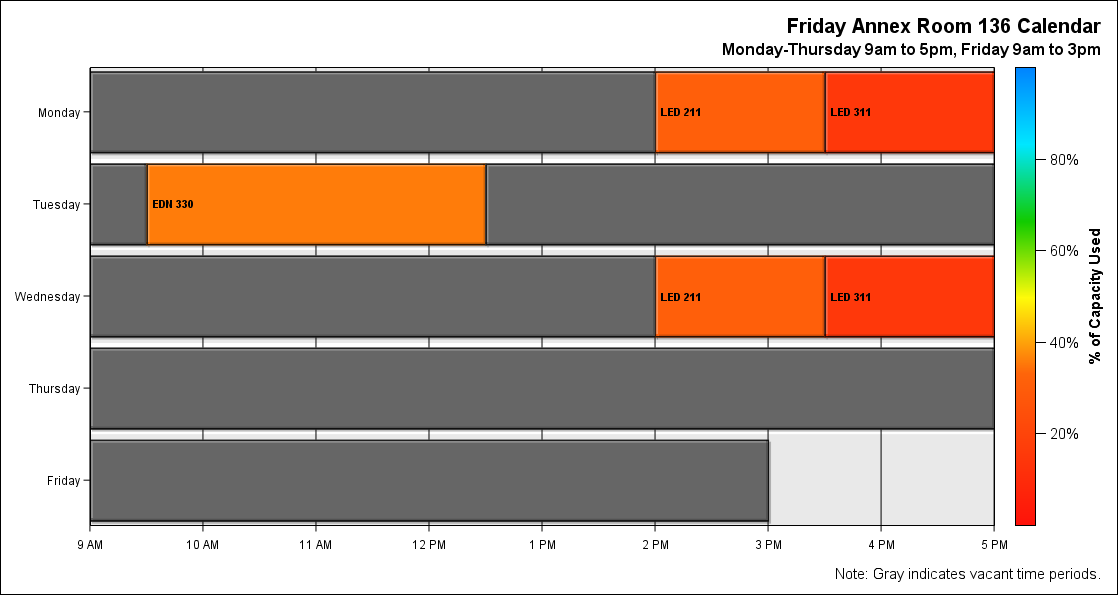 Friday Annex Room 136 Calendar
Monday-Thursday 9am to 5pm, Friday 9am to 3pm
Monday
LED 211
LED 311
Tuesday
EDN 330
Wednesday
LED 211
LED 311
Thursday
Friday
9 AM
10 AM
11 AM
12 PM
1 PM
2 PM
3 PM
4 PM
5 PM
80%
60%
40%
20%
% of Capacity Used
Note: Gray indicates vacant time periods.